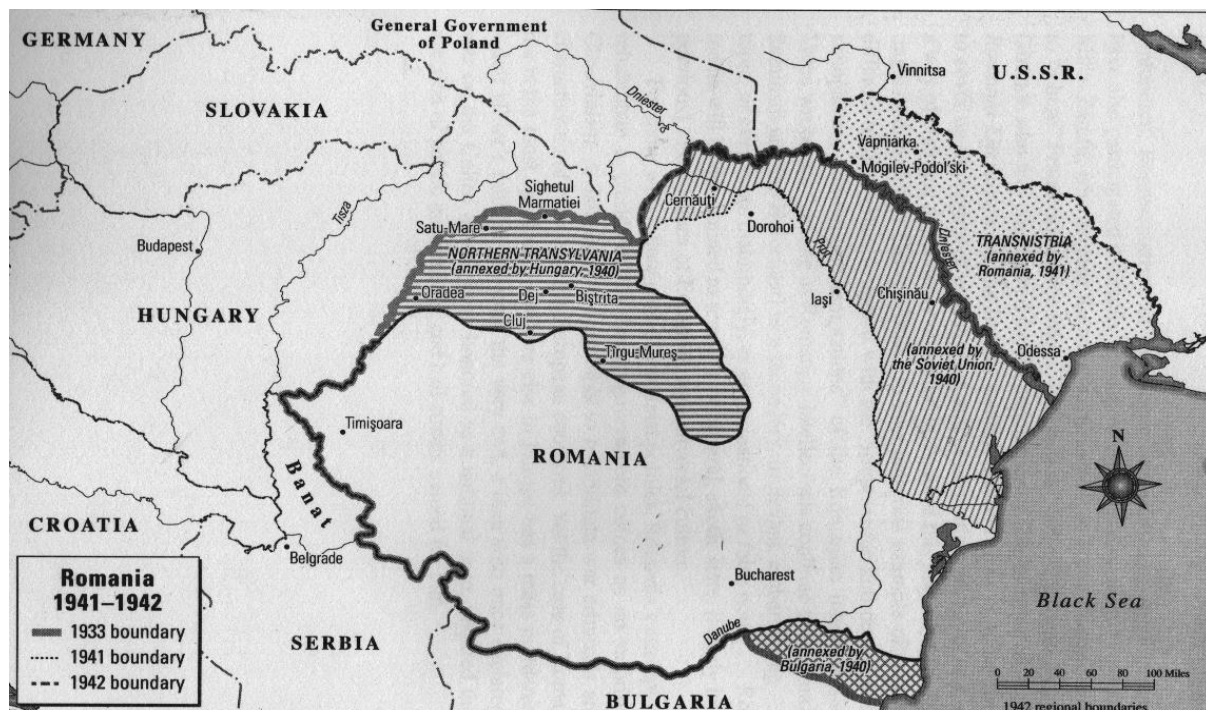 GERMANY
General Government
of Poland
U.S.S.R.
Vinnitsa
SLOVAKIA
Dniester
Vapniarka
Mogilev-Podol'ski
Sighetul
Marmatiei
Cernăuţi
Tisza
Satu-Mare
Dorohoi
Budapest
NORTHERN TRANSYLVANIA
(annexed by Hungary, 1940)
Prut
Dniester
TRANSNISTRIA
(annexed by
Romania, 1941)
Oradea
Dej
Biştrita
Iaşi
Chişinău
HUNGARY
Cluj
Tîrgu-Mureş
(annexed by
the Soviet Union,
1940)
Odessa
Timişoara
ROMANIA
N
Banat
CROATIA
Belgrade
Bucharest
Black Sea
Romania
1941–1942
1933 boundary
1941 boundary
1942 boundary
SERBIA
Danube
(annexed by
Bulgaria, 1940)
BULGARIA
0 20 40 60 80 100 Miles
1942 regional boundaries